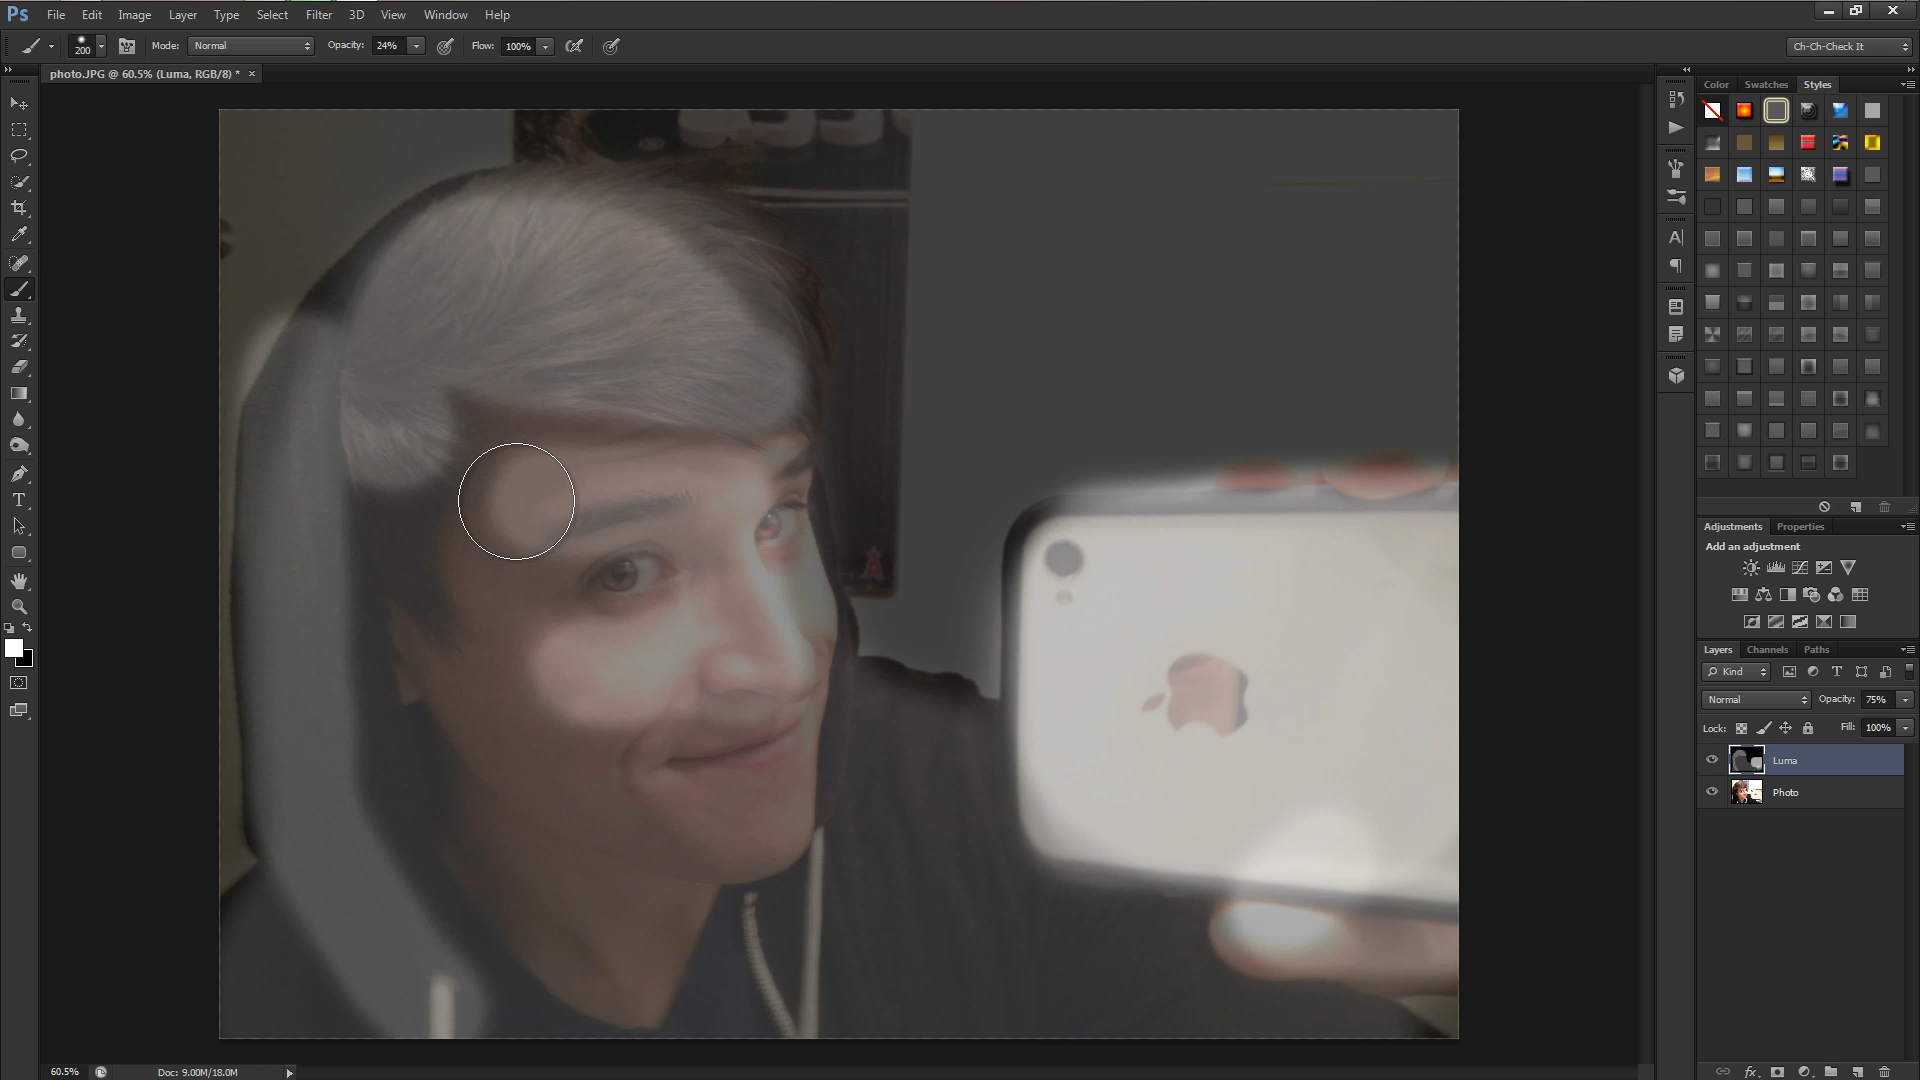 Ps File Edit Image Layer Type Select Filter 3D View Window Help
200 Mode: Normal Opacity: 24% Flow: 100% Ch-Ch-Check It
photo.JPG @ 60.5% (Luma, RGB/8) * ×
Color Swatches Styles
Adjustments Properties
Add an adjustment
Layers Channels Paths
Kind
Normal Opacity: 75%
Lock: Fill: 100%
Luma
Photo
60.5% Doc: 9.00M/18.0M